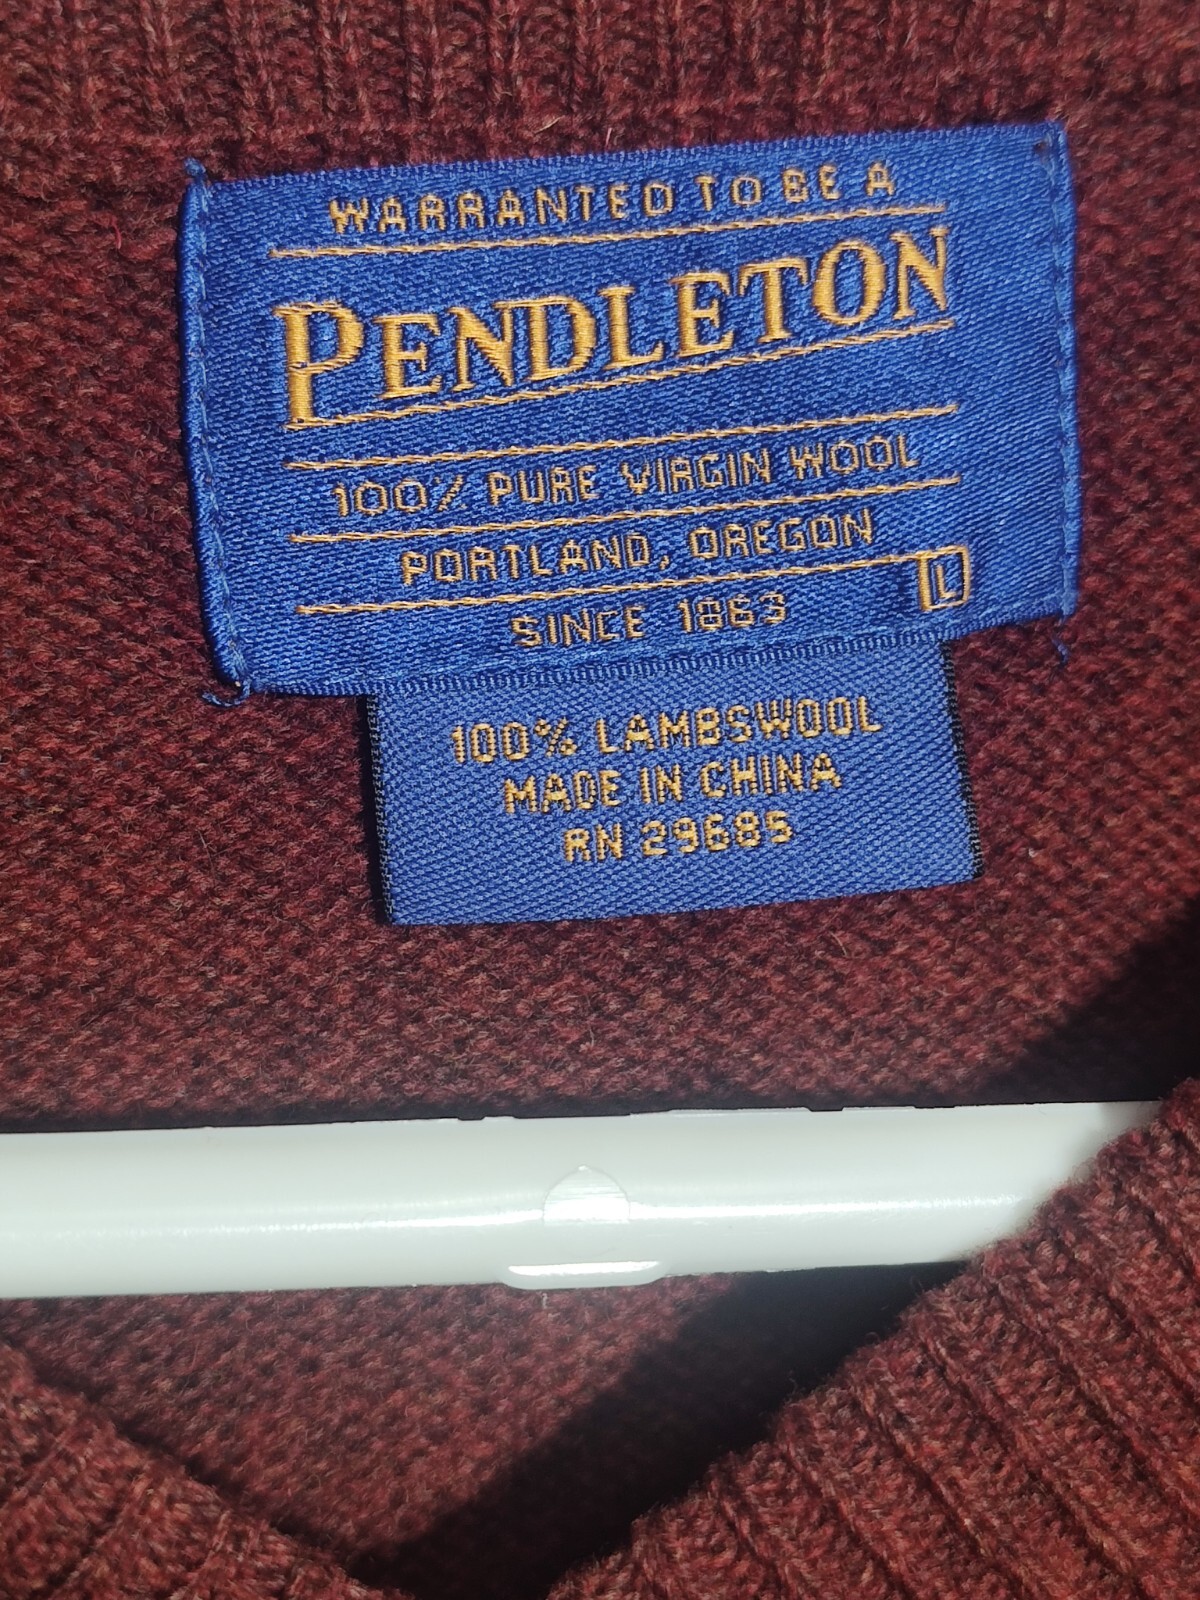 WARRANTED TO BE A
PENDLETON
100% PURE VIRGIN WOOL
PORTLAND, OREGON
L
SINCE 1863
100% LAMBSWOOL
MADE IN CHINA
RN 29685